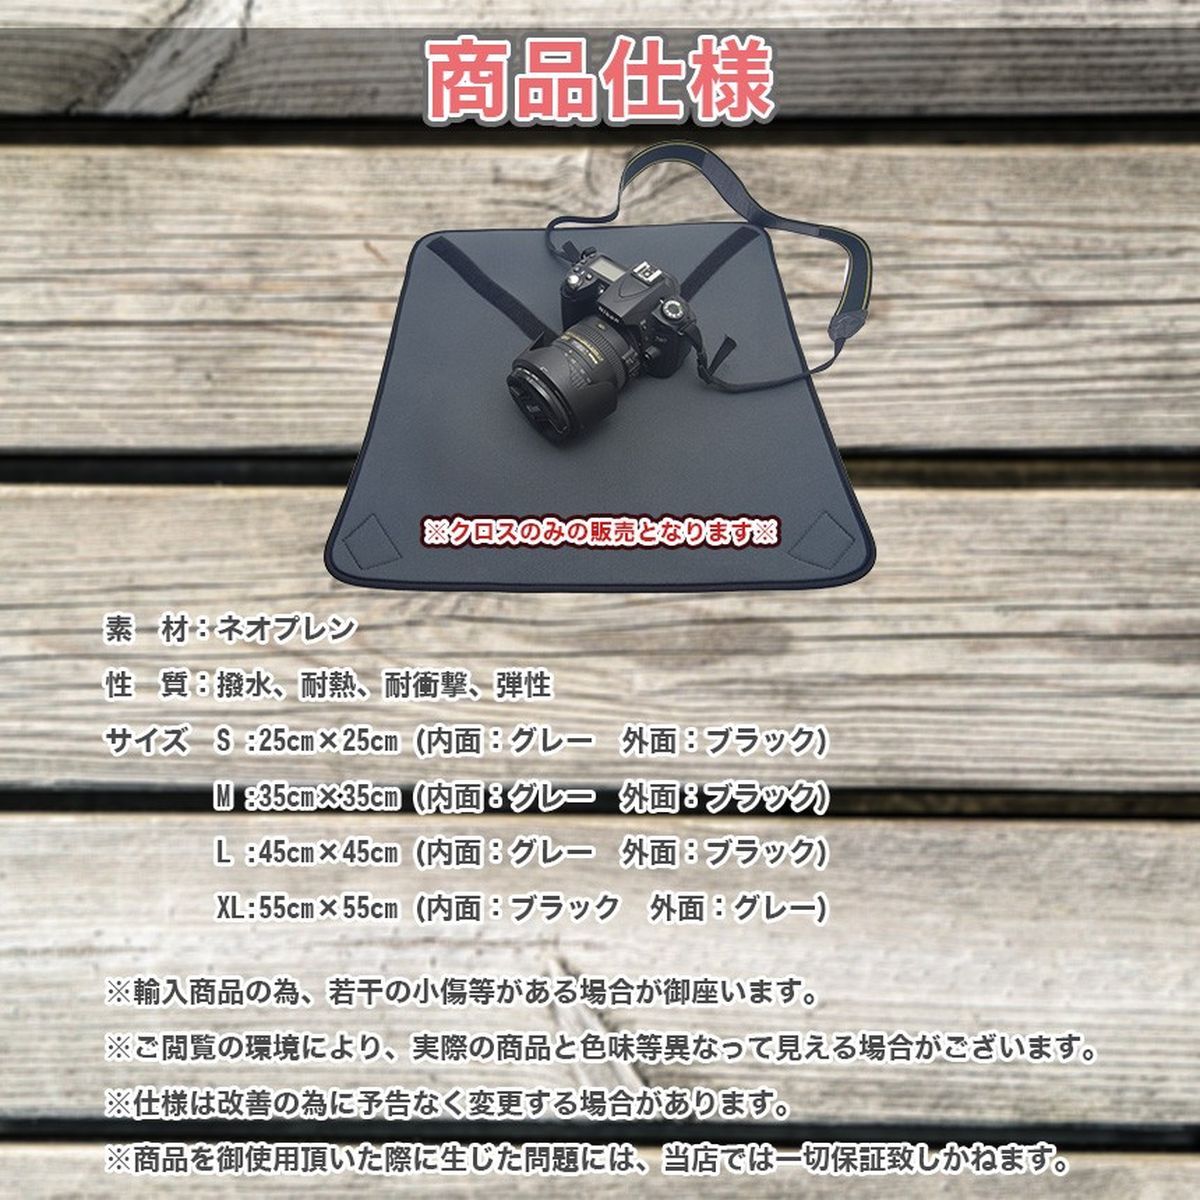 商品仕様
Nikon
※クロスのみの販売となります※
素　材：ネオプレン
性　質：撥水、耐熱、耐衝撃、弾性
サイズ　S :25cm×25cm (内面：グレー　外面：ブラック)
M :35cm×35cm (内面：グレー　外面：ブラック)
L :45cm×45cm (内面：グレー　外面：ブラック)
XL:55cm×55cm (内面：ブラック　外面：グレー)
※輸入商品の為、若干の小傷等がある場合が御座います。
※ご閲覧の環境により、実際の商品と色味等異なって見える場合がございます。
※仕様は改善の為に予告なく変更する場合があります。
※商品を御使用頂いた際に生じた問題には、当店では一切保証致しかねます。